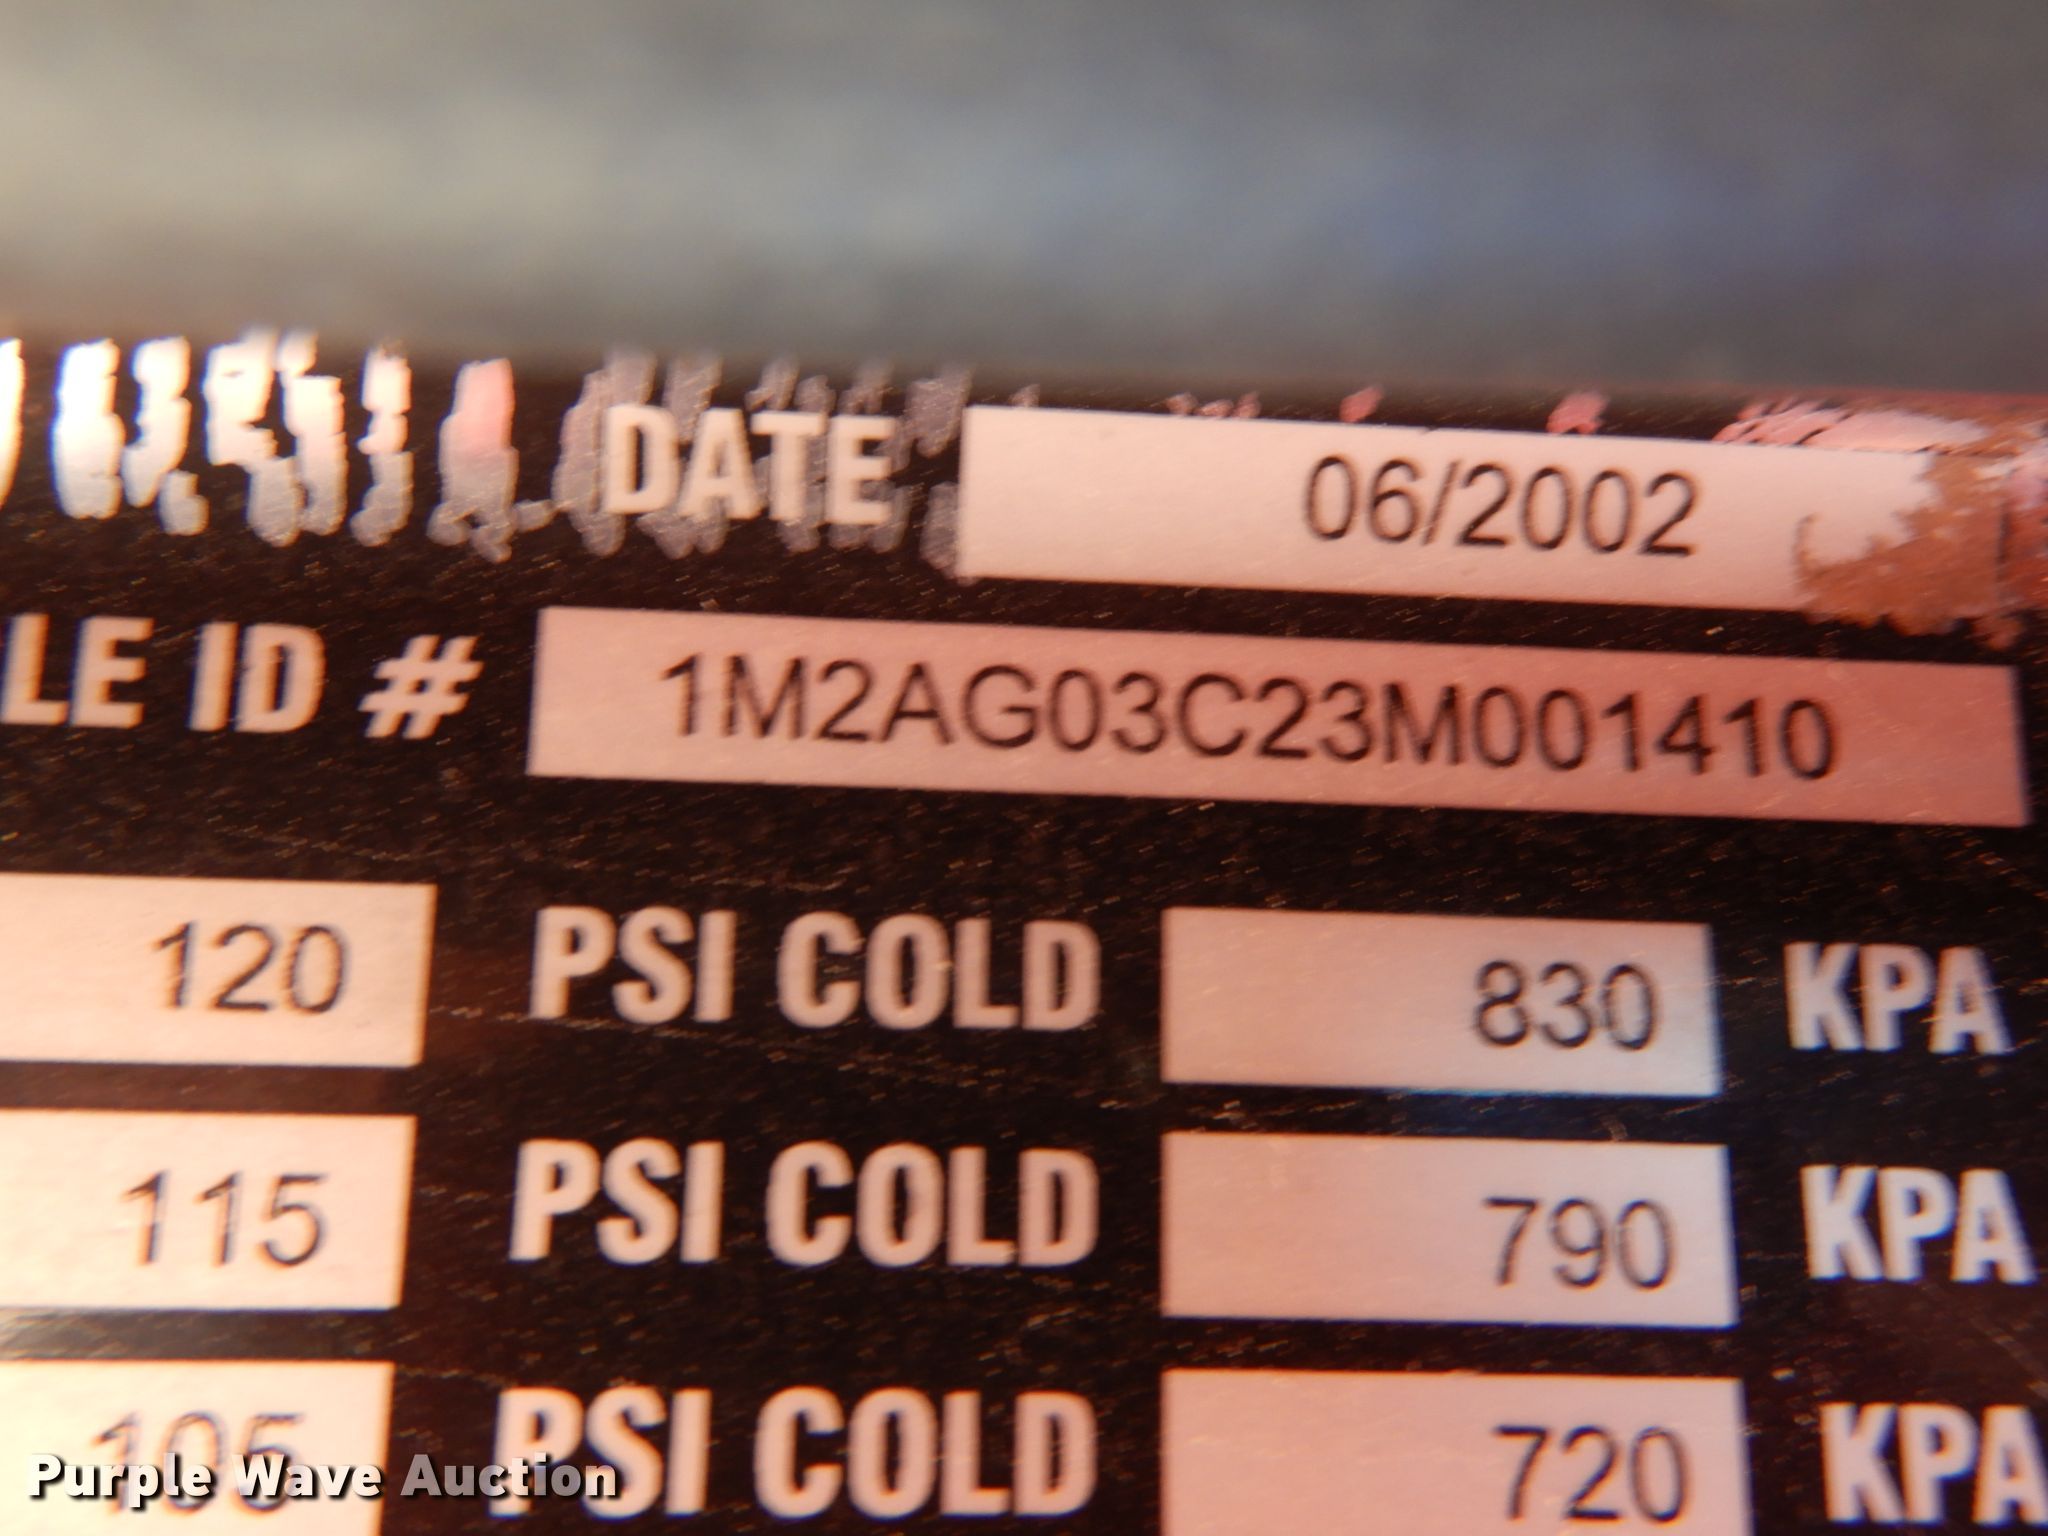 DATE 06/2002
LE ID # 1M2AG03C23M001410
120 PSI COLD 830 KPA
115 PSI COLD 790 KPA
105 PSI COLD 720 KPA
Purple Wave Auction